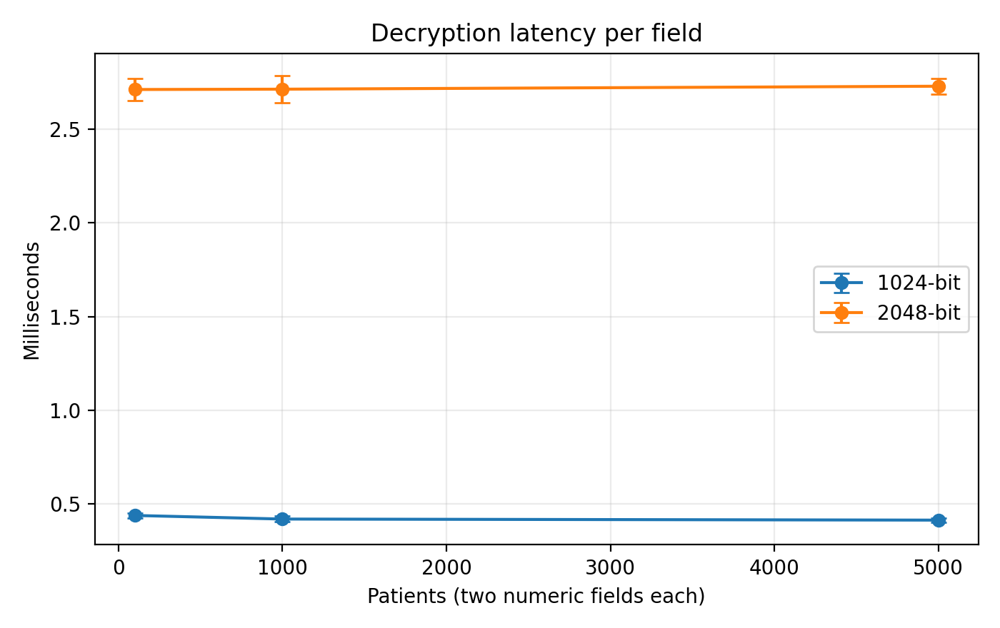 Decryption latency per field
Milliseconds
2.5
2.0
1.5
1.0
0.5
1024-bit
2048-bit
0 1000 2000 3000 4000 5000
Patients (two numeric fields each)